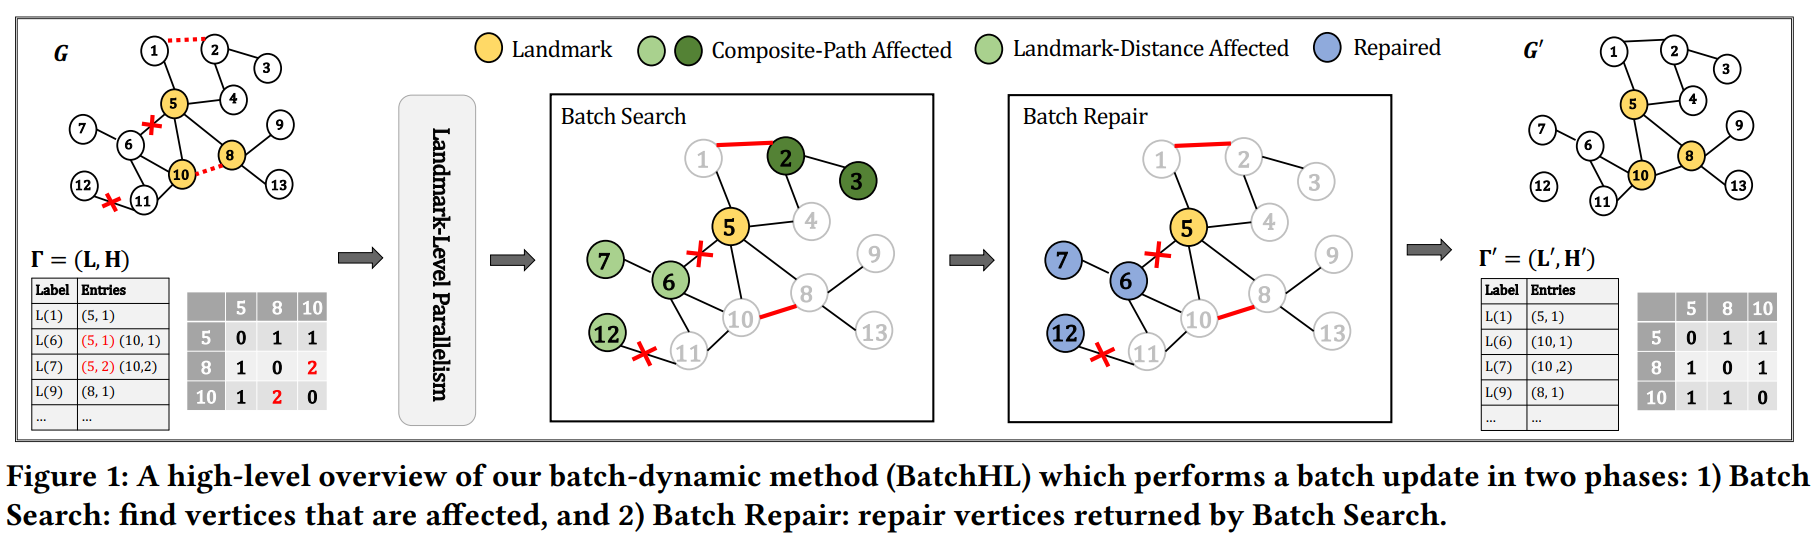 G
1 2 3 4 5 6 7 8 9 10 11 12 13
Γ = (L, H)
Label Entries
L(1) (5, 1)
L(6) (5, 1) (10, 1)
L(7) (5, 2) (10,2)
L(9) (8, 1)
... ...
5 8 10
5 0 1 1
8 1 0 2
10 1 2 0
Landmark-Level Parallelism
Landmark
Composite-Path Affected
Landmark-Distance Affected
Repaired
Batch Search
1 2 3 4 5 6 7 8 9 10 11 12 13
Batch Repair
1 2 3 4 5 6 7 8 9 10 11 12 13
G′
1 2 3 4 5 6 7 8 9 10 11 12 13
Γ′ = (L′, H′)
Label Entries
L(1) (5, 1)
L(6) (10, 1)
L(7) (10 ,2)
L(9) (8, 1)
... ...
5 8 10
5 0 1 1
8 1 0 1
10 1 1 0
Figure 1: A high-level overview of our batch-dynamic method (BatchHL) which performs a batch update in two phases: 1) Batch
Search: find vertices that are affected, and 2) Batch Repair: repair vertices returned by Batch Search.